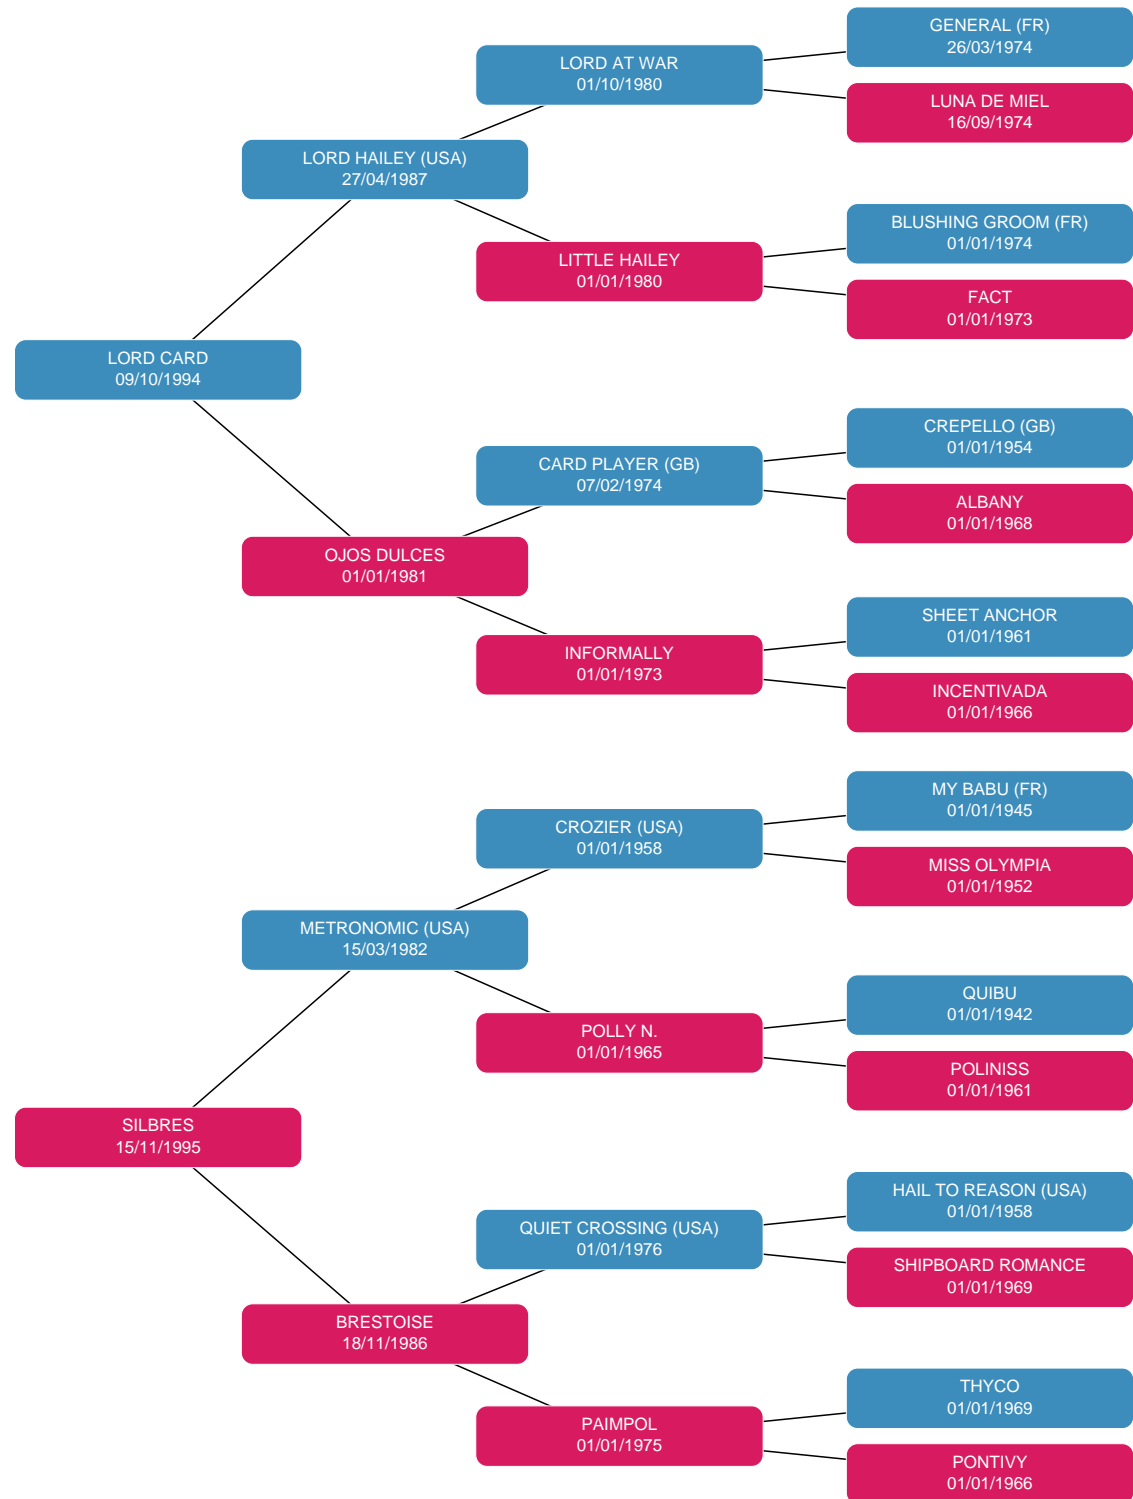 GENERAL (FR)
26/03/1974
LORD AT WAR
01/10/1980
LUNA DE MIEL
16/09/1974
LORD HAILEY (USA)
27/04/1987
BLUSHING GROOM (FR)
01/01/1974
LITTLE HAILEY
01/01/1980
FACT
01/01/1973
LORD CARD
09/10/1994
CREPELLO (GB)
01/01/1954
CARD PLAYER (GB)
07/02/1974
ALBANY
01/01/1968
OJOS DULCES
01/01/1981
SHEET ANCHOR
01/01/1961
INFORMALLY
01/01/1973
INCENTIVADA
01/01/1966
MY BABU (FR)
01/01/1945
CROZIER (USA)
01/01/1958
MISS OLYMPIA
01/01/1952
METRONOMIC (USA)
15/03/1982
QUIBU
01/01/1942
POLLY N.
01/01/1965
POLINISS
01/01/1961
SILBRES
15/11/1995
HAIL TO REASON (USA)
01/01/1958
QUIET CROSSING (USA)
01/01/1976
SHIPBOARD ROMANCE
01/01/1969
BRESTOISE
18/11/1986
THYCO
01/01/1969
PAIMPOL
01/01/1975
PONTIVY
01/01/1966